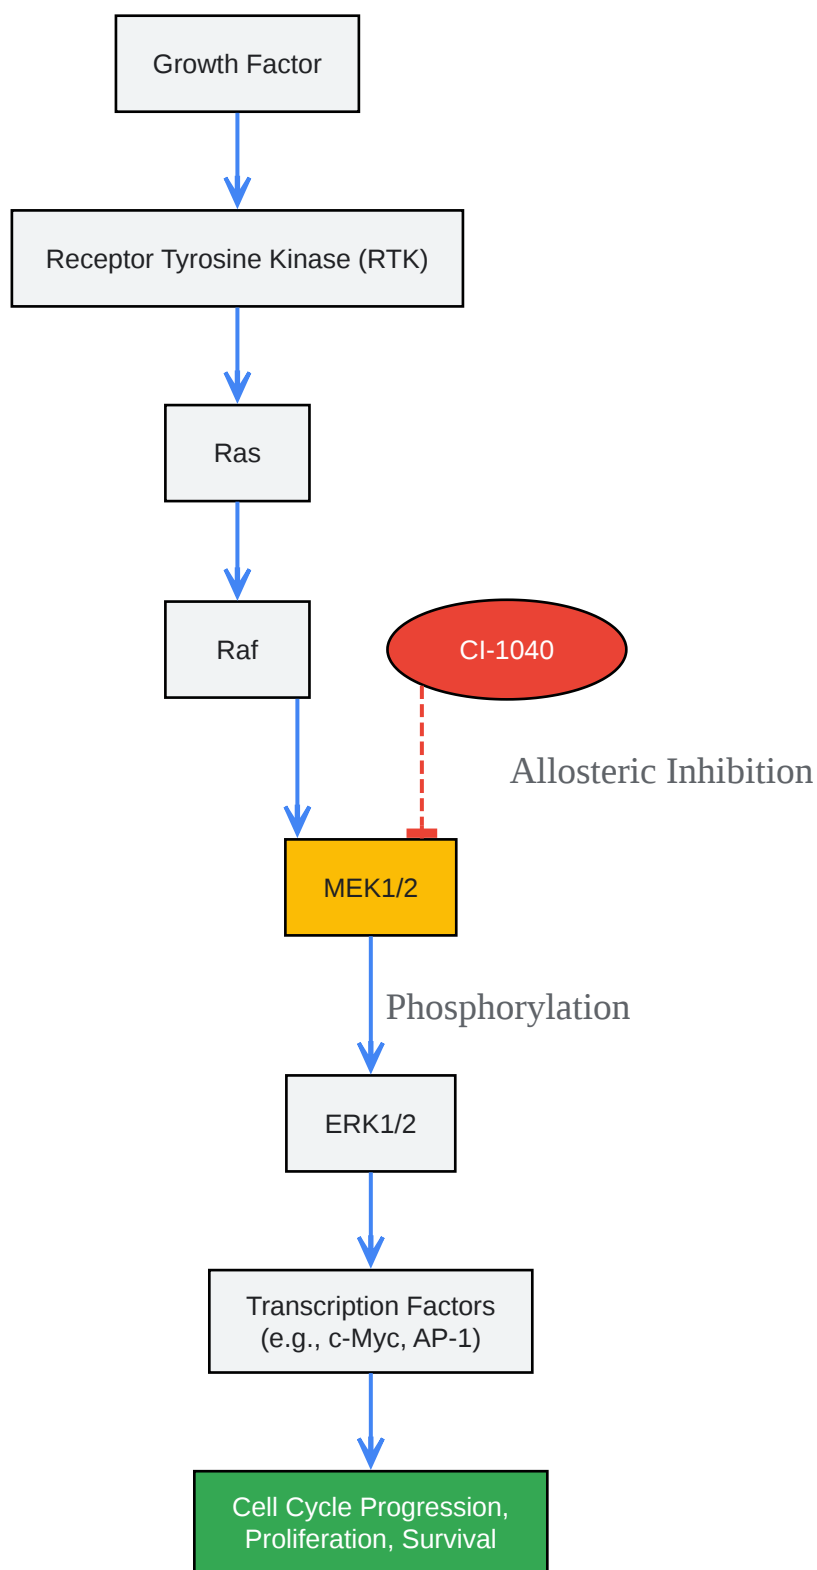 Growth Factor
Receptor Tyrosine Kinase (RTK)
Ras
Raf
CI-1040
Allosteric Inhibition
MEK1/2
Phosphorylation
ERK1/2
Transcription Factors
(e.g., c-Myc, AP-1)
Cell Cycle Progression,
Proliferation, Survival